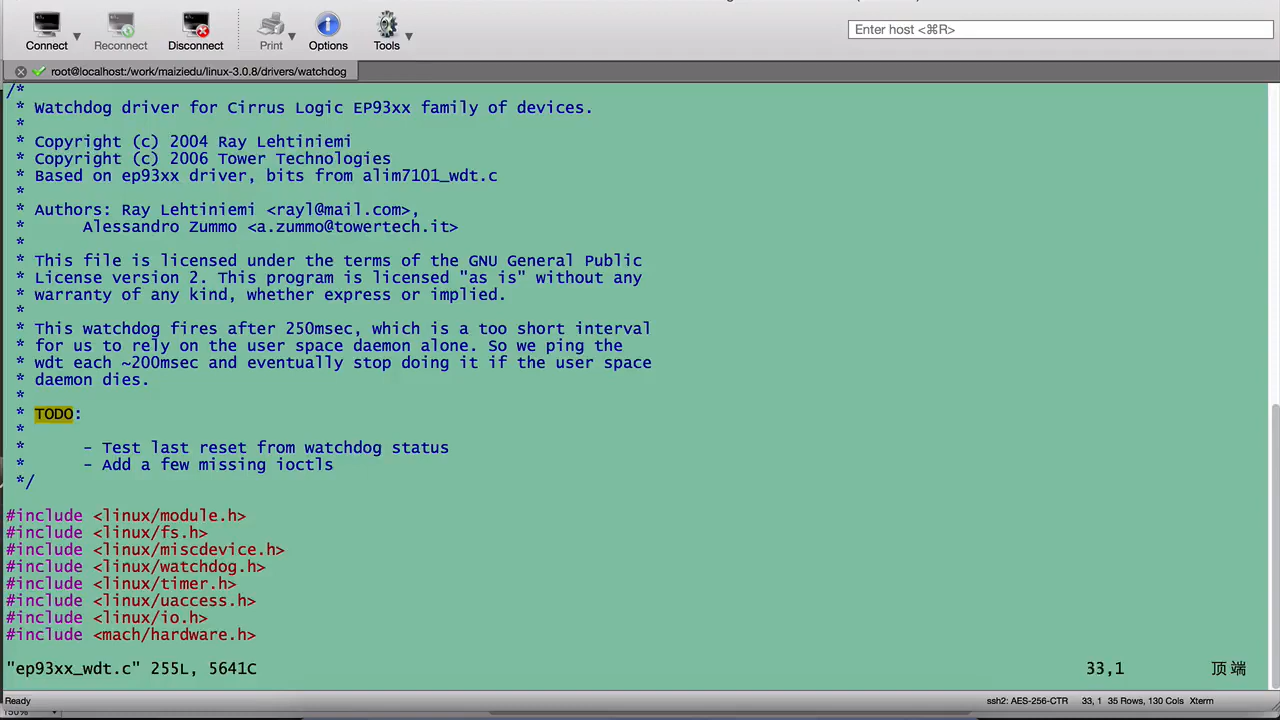 Connect
Reconnect
Disconnect
Print
Options
Tools
Enter host <⌘R>
root@localhost:/work/maiziedu/linux-3.0.8/drivers/watchdog
/*
* Watchdog driver for Cirrus Logic EP93xx family of devices.
*
* Copyright (c) 2004 Ray Lehtiniemi
* Copyright (c) 2006 Tower Technologies
* Based on ep93xx driver, bits from alim7101_wdt.c
*
* Authors: Ray Lehtiniemi <rayl@mail.com>,
* Alessandro Zummo <a.zummo@towertech.it>
*
* This file is licensed under the terms of the GNU General Public
* License version 2. This program is licensed "as is" without any
* warranty of any kind, whether express or implied.
*
* This watchdog fires after 250msec, which is a too short interval
* for us to rely on the user space daemon alone. So we ping the
* wdt each ~200msec and eventually stop doing it if the user space
* daemon dies.
*
* TODO:
*
* - Test last reset from watchdog status
* - Add a few missing ioctls
*/
#include <linux/module.h>
#include <linux/fs.h>
#include <linux/miscdevice.h>
#include <linux/watchdog.h>
#include <linux/timer.h>
#include <linux/uaccess.h>
#include <linux/io.h>
#include <mach/hardware.h>
"ep93xx_wdt.c" 255L, 5641C 33,1 顶端
Ready ssh2: AES-256-CTR 33, 1 35 Rows, 130 Cols Xterm